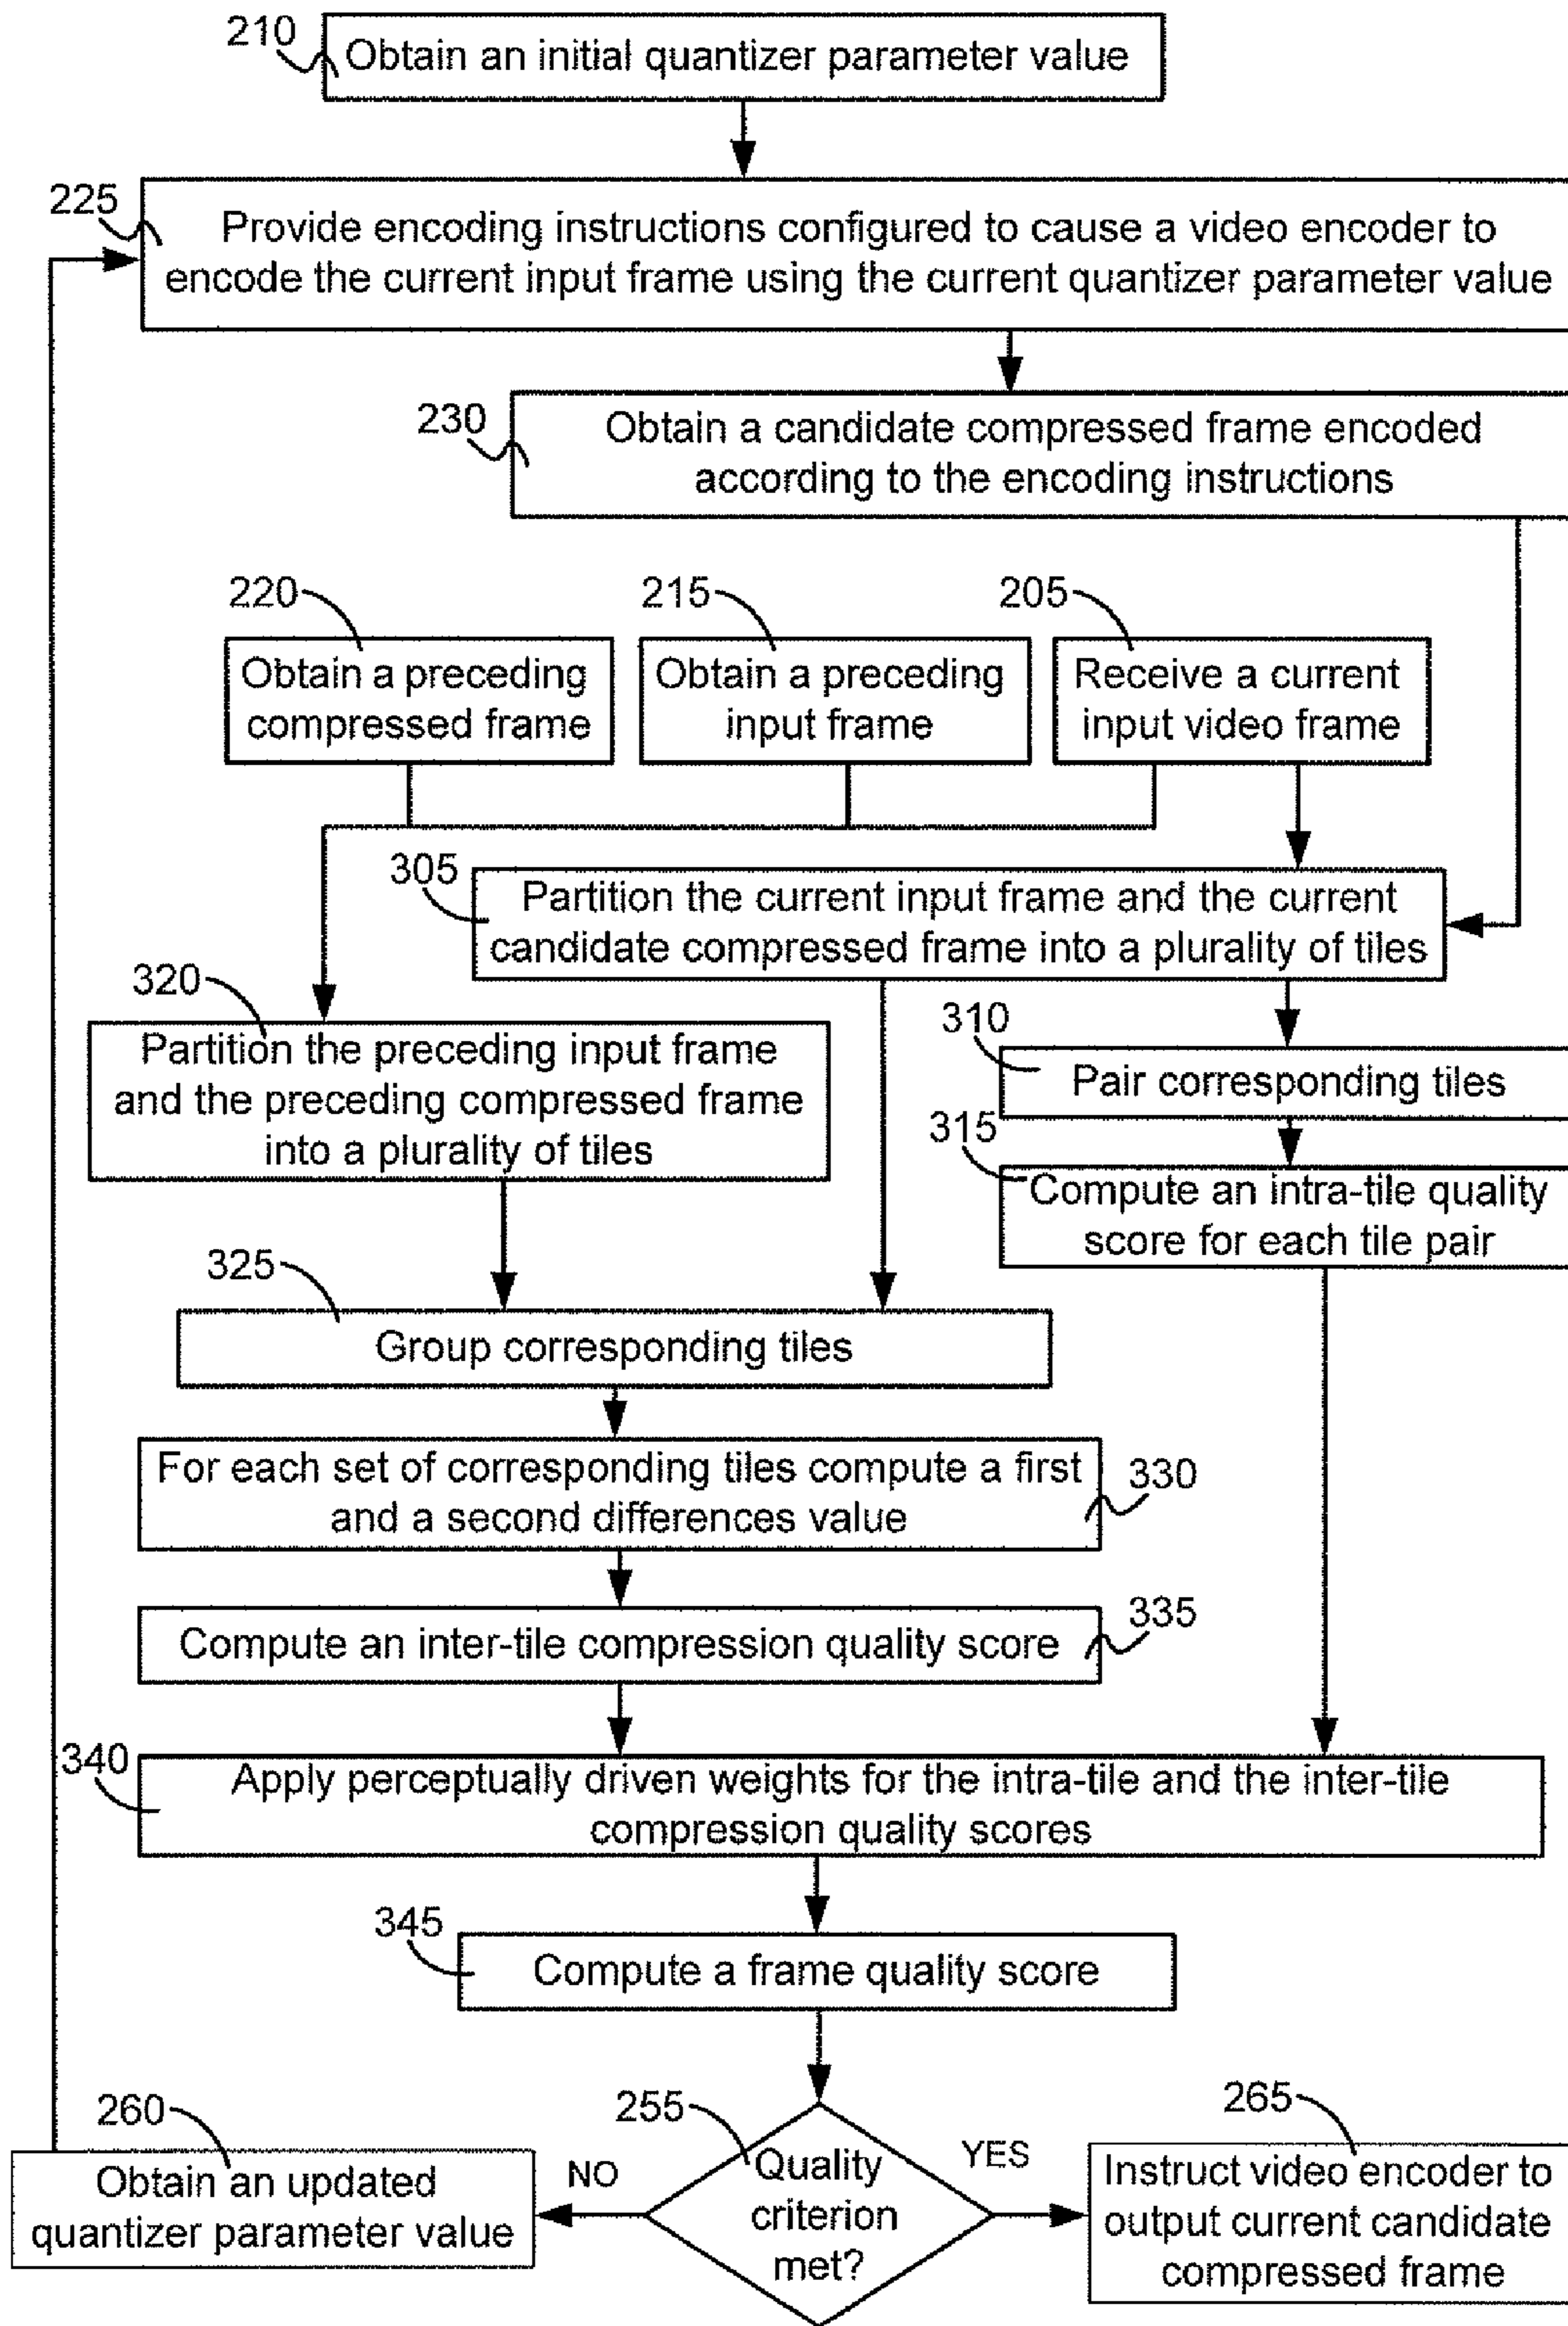 210
Obtain an initial quantizer parameter value
225
Provide encoding instructions configured to cause a video encoder to
encode the current input frame using the current quantizer parameter value
230
Obtain a candidate compressed frame encoded
according to the encoding instructions
220
Obtain a preceding
compressed frame
215
Obtain a preceding
input frame
205
Receive a current
input video frame
305
Partition the current input frame and the current
candidate compressed frame into a plurality of tiles
320
Partition the preceding input frame
and the preceding compressed frame
into a plurality of tiles
310
Pair corresponding tiles
315
Compute an intra-tile quality
score for each tile pair
325
Group corresponding tiles
For each set of corresponding tiles compute a first
and a second differences value
330
Compute an inter-tile compression quality score
335
340
Apply perceptually driven weights for the intra-tile and the inter-tile
compression quality scores
345
Compute a frame quality score
255
Quality
criterion
met?
NO
YES
260
Obtain an updated
quantizer parameter value
265
Instruct video encoder to
output current candidate
compressed frame